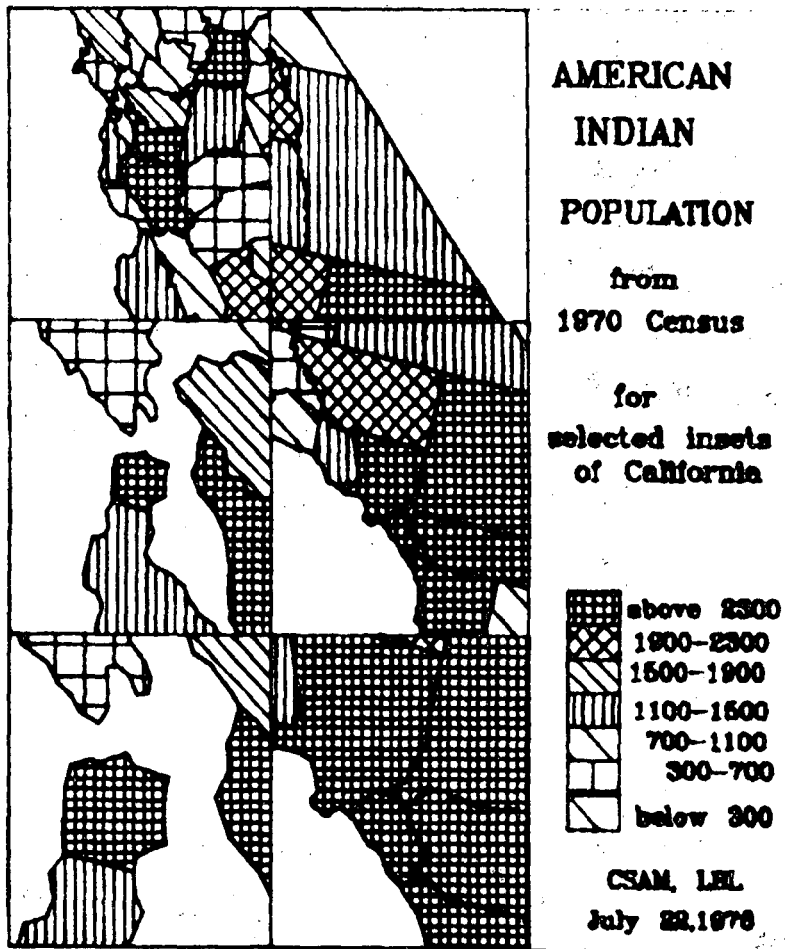 AMERICAN
INDIAN
POPULATION
from
1970 Census
for
selected insets
of California
above 2300
1900-2300
1500-1900
1100-1500
700-1100
300-700
below 300
CSAM, LBL
July 22,1976